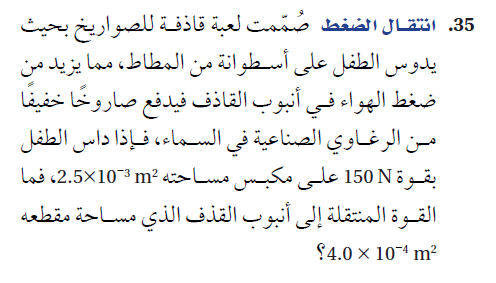 35. انتقال الضغط صُمّمت لعبة قاذفة للصواريخ بحيث
يدوس الطفل على أسطوانة من المطاط، مما يزيد من
ضغط الهواء في أنبوب القاذف فيدفع صاروخًا خفيفًا
من الرغاوي الصناعية في السماء، فإذا داس الطفل
بقوة 150 N على مكبس مساحته 2.5×10⁻³ m²، فما
القوة المنتقلة إلى أنبوب القذف الذي مساحة مقطعه
4.0 × 10⁻⁴ m²؟